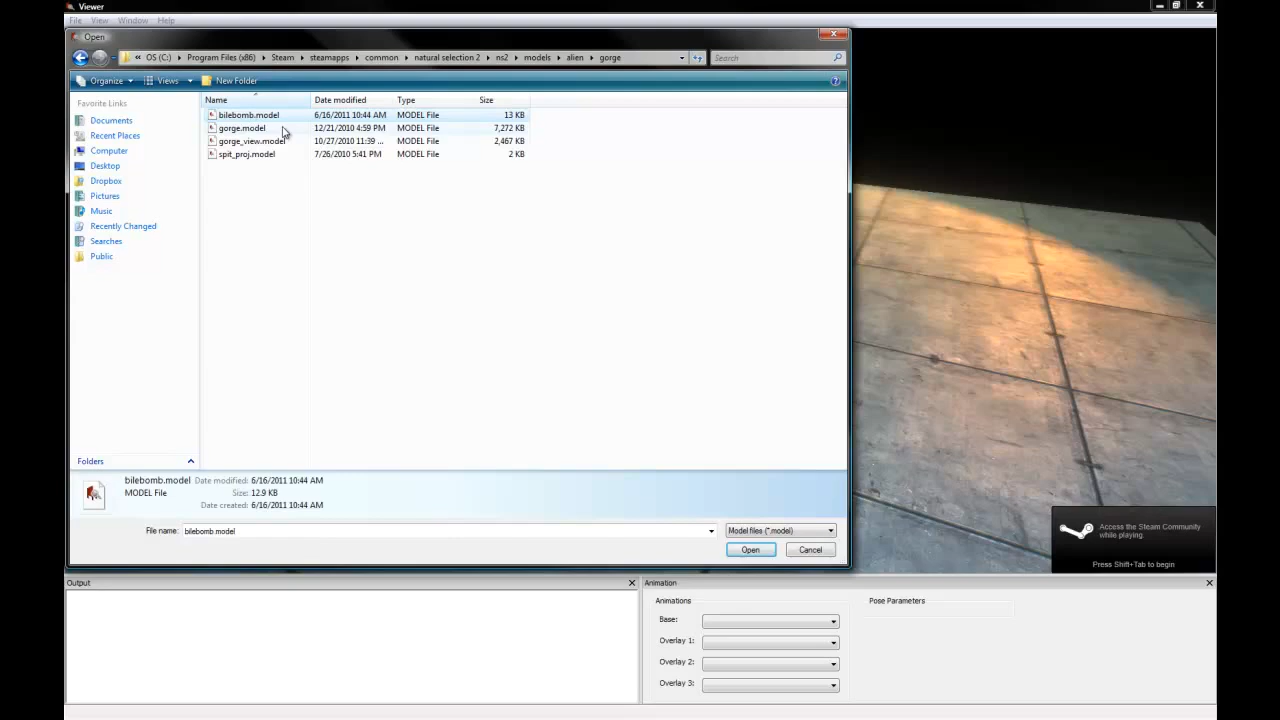 Viewer
File View Window Help
Open
« OS (C:) Program Files (x86) Steam steamapps common natural selection 2 ns2 models alien gorge Search
Organize Views New Folder
Favorite Links
Documents
Recent Places
Computer
Desktop
Dropbox
Pictures
Music
Recently Changed
Searches
Public
Folders
Name Date modified Type Size
bilebomb.model 6/16/2011 10:44 AM MODEL File 13 KB
gorge.model 12/21/2010 4:59 PM MODEL File 7,272 KB
gorge_view.model 10/27/2010 11:39 ... MODEL File 2,467 KB
spit_proj.model 7/26/2010 5:41 PM MODEL File 2 KB
bilebomb.model Date modified: 6/16/2011 10:44 AM
MODEL File Size: 12.9 KB
Date created: 6/16/2011 10:44 AM
File name: bilebomb.model Model files (*.model)
Open Cancel
Access the Steam Community
while playing.
Press Shift+Tab to begin
Output
Animation
Animations Pose Parameters
Base:
Overlay 1:
Overlay 2:
Overlay 3: